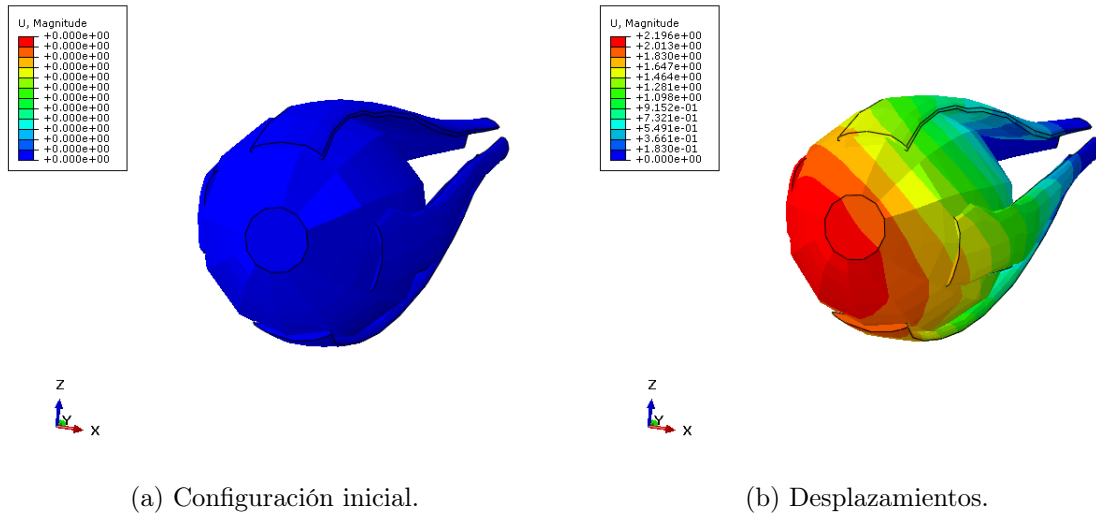 U, Magnitude
+0.000e+00
+0.000e+00
+0.000e+00
+0.000e+00
+0.000e+00
+0.000e+00
+0.000e+00
+0.000e+00
+0.000e+00
+0.000e+00
+0.000e+00
+0.000e+00
+0.000e+00
Z
Y
X
(a) Configuración inicial.
U, Magnitude
+2.196e+00
+2.013e+00
+1.830e+00
+1.647e+00
+1.464e+00
+1.281e+00
+1.098e+00
+9.152e-01
+7.321e-01
+5.491e-01
+3.661e-01
+1.830e-01
+0.000e+00
Z
Y
X
(b) Desplazamientos.